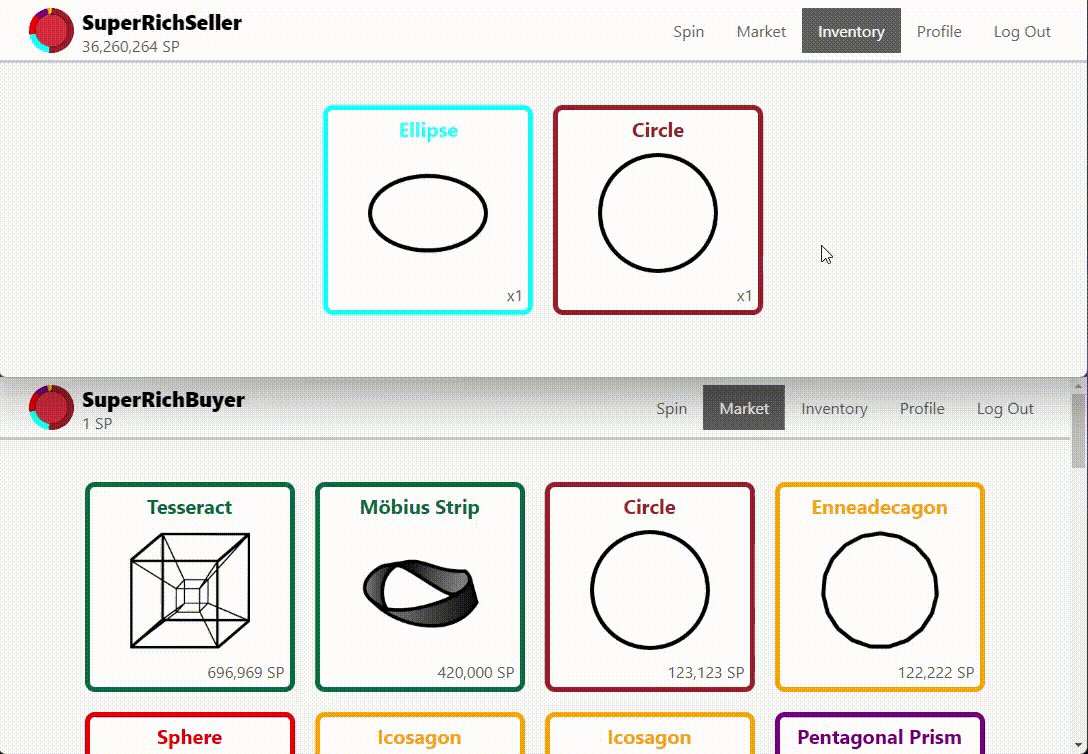 SuperRichSeller
36,260,264 SP
Spin Market Inventory Profile Log Out
Ellipse Circle
x1 x1
SuperRichBuyer
1 SP
Spin Market Inventory Profile Log Out
Tesseract Möbius Strip Circle Enneadecagon
696,969 SP 420,000 SP 123,123 SP 122,222 SP
Sphere Icosagon Icosagon Pentagonal Prism